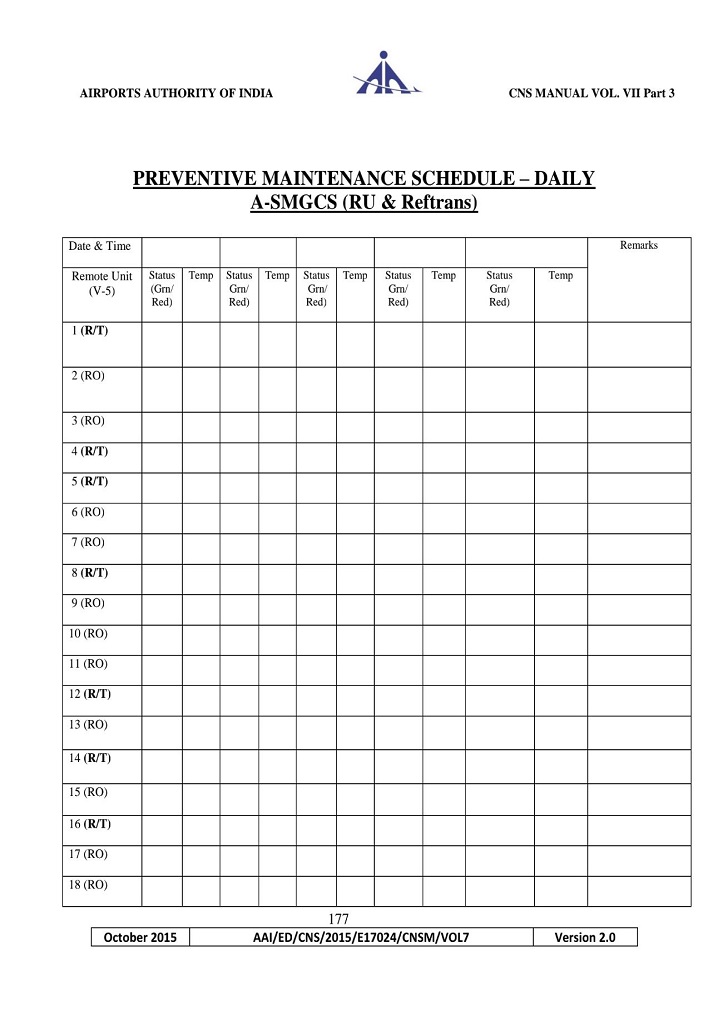 AIRPORTS AUTHORITY OF INDIA CNS MANUAL VOL. VII Part 3
PREVENTIVE MAINTENANCE SCHEDULE – DAILY
A-SMGCS (RU & Reftrans)
Date & Time Remarks
Remote Unit Status Temp Status Temp Status Temp Status Temp Status Temp
(V-5) (Grn/ Grn/ Grn/ Grn/ Grn/
Red) Red) Red) Red) Red)
1 (R/T)
2 (RO)
3 (RO)
4 (R/T)
5 (R/T)
6 (RO)
7 (RO)
8 (R/T)
9 (RO)
10 (RO)
11 (RO)
12 (R/T)
13 (RO)
14 (R/T)
15 (RO)
16 (R/T)
17 (RO)
18 (RO)
177
October 2015 AAI/ED/CNS/2015/E17024/CNSM/VOL7 Version 2.0